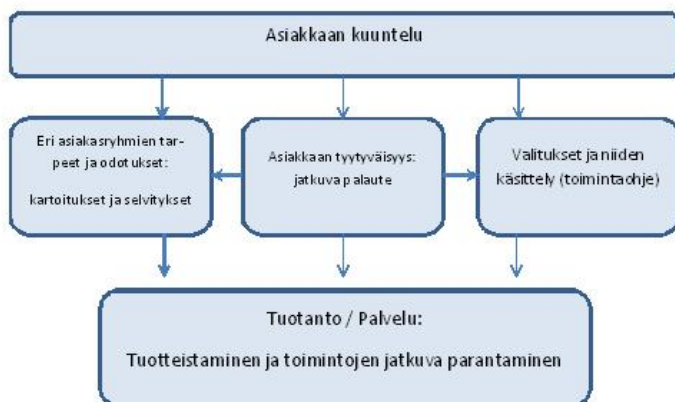 Asiakkaan kuuntelu
Eri asiakasryhmien tar-
peet ja odotukset:
kartoitukset ja selvitykset
Asiakkaan tyytyväisyys:
jatkuva palaute
Valitukset ja niiden
käsittely (toimintaohje)
Tuotanto / Palvelu:
Tuotteistaminen ja toimintojen jatkuva parantaminen